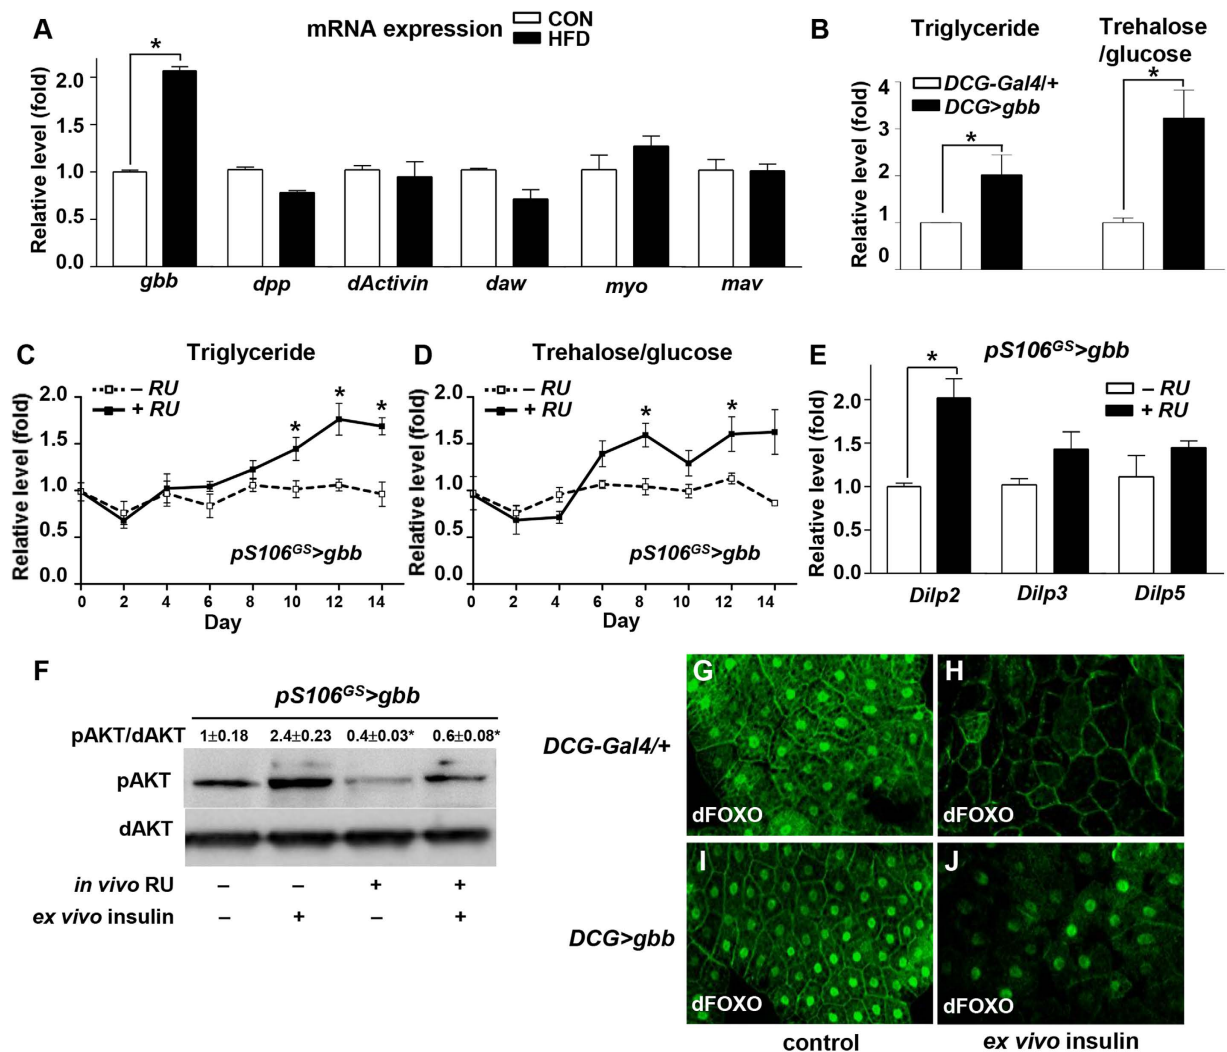 A
mRNA expression
CON
HFD
Relative level (fold)
2.0
1.5
1.0
0.5
0.0
*
gbb
dpp
dActivin
daw
myo
mav
B
Triglyceride
Trehalose
/glucose
DCG-Gal4/+
DCG>gbb
Relative level (fold)
4
3
2
1
0
*
*
C
Triglyceride
– RU
+ RU
Relative level (fold)
2.0
1.5
1.0
0.5
0.0
*
*
*
pS106GS>gbb
0 2 4 6 8 10 12 14
Day
D
Trehalose/glucose
– RU
+ RU
Relative level (fold)
2.0
1.5
1.0
0.5
0.0
*
*
pS106GS>gbb
0 2 4 6 8 10 12 14
Day
E
pS106GS>gbb
– RU
+ RU
Relative level (fold)
2.0
1.5
1.0
0.5
0.0
*
Dilp2
Dilp3
Dilp5
F
pS106GS>gbb
pAKT/dAKT 1±0.18 2.4±0.23 0.4±0.03* 0.6±0.08*
pAKT
dAKT
in vivo RU – – + +
ex vivo insulin – + – +
G
H
DCG-Gal4/+
dFOXO
dFOXO
I
J
DCG>gbb
dFOXO
dFOXO
control
ex vivo insulin